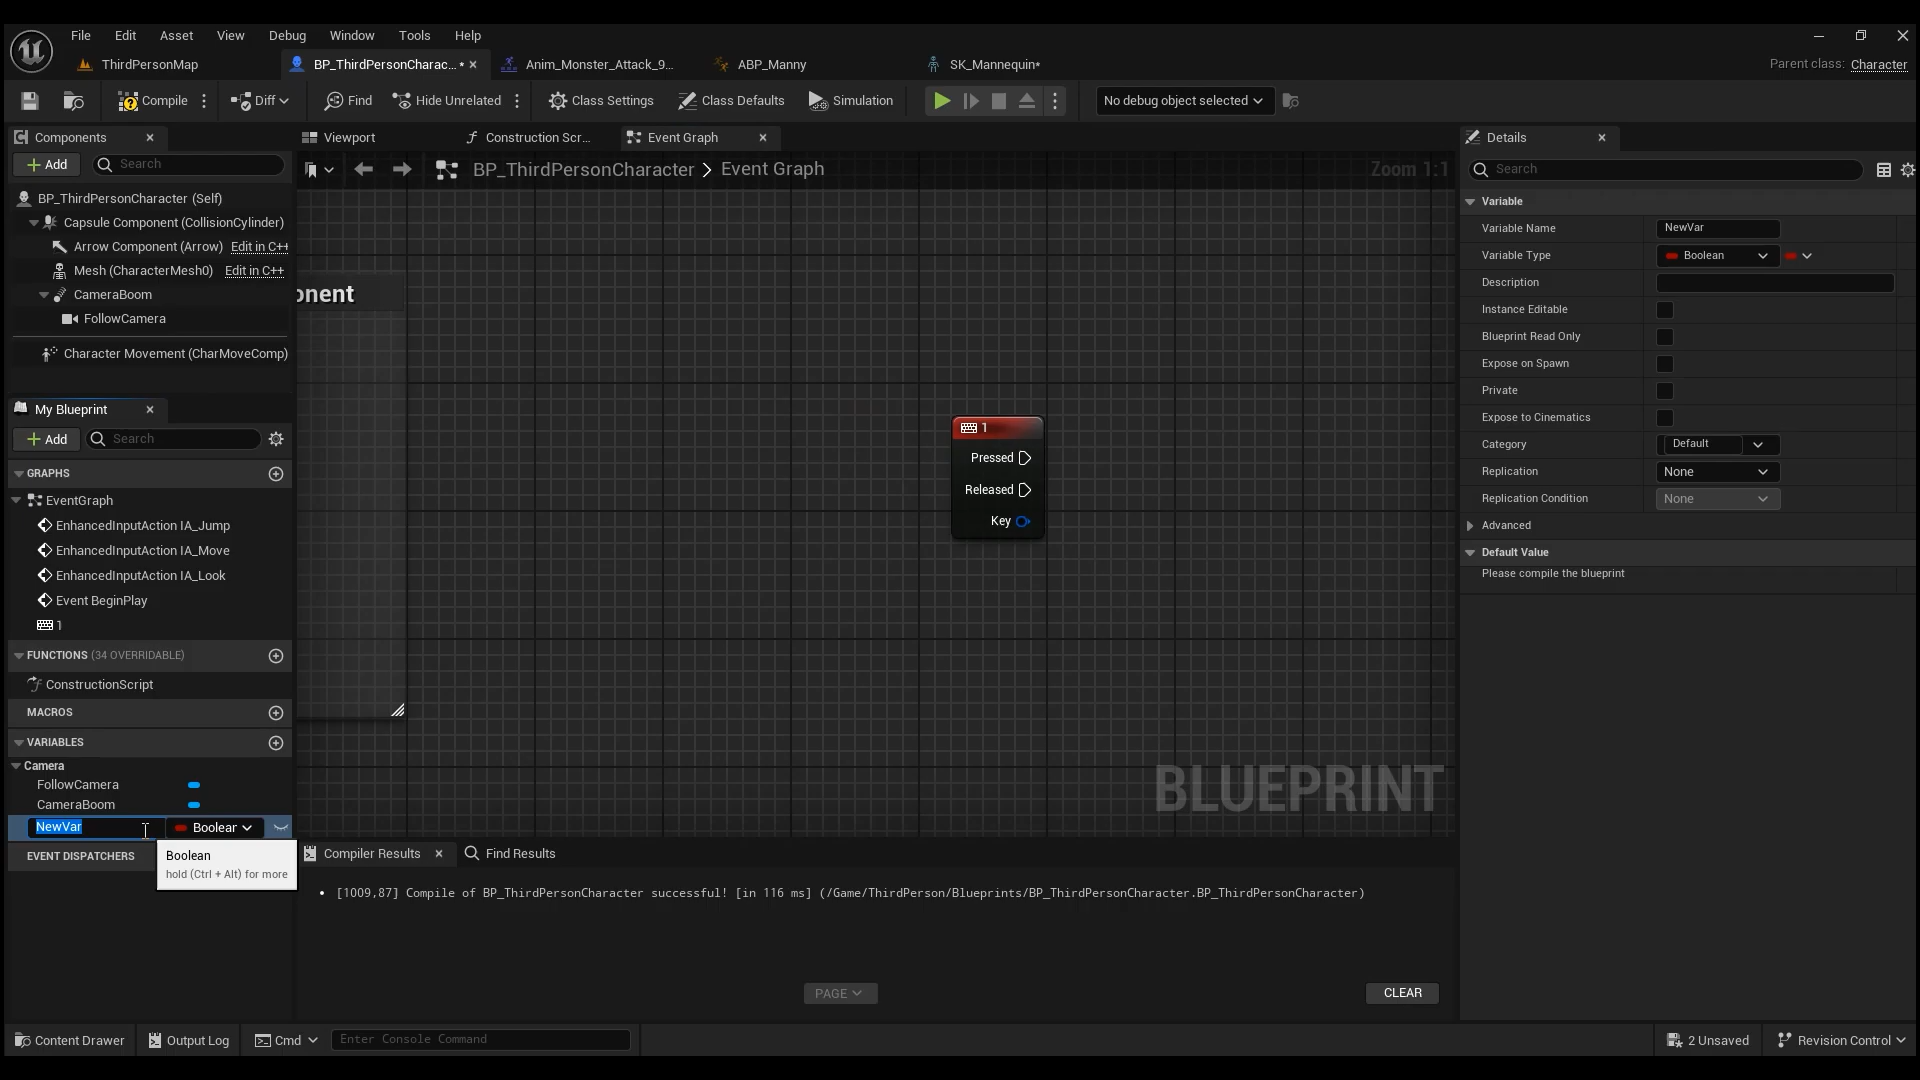 File Edit Asset View Debug Window Tools Help
ThirdPersonMap
BP_ThirdPersonCharac... •
Anim_Monster_Attack_9...
ABP_Manny
SK_Mannequin*
Parent class: Character
Compile
Diff
Find
Hide Unrelated
Class Settings
Class Defaults
Simulation
No debug object selected
Components
Add
Search
BP_ThirdPersonCharacter (Self)
Capsule Component (CollisionCylinder)
Arrow Component (Arrow) Edit in C++
Mesh (CharacterMesh0) Edit in C++
CameraBoom
FollowCamera
Character Movement (CharMoveComp)
My Blueprint
Add
Search
GRAPHS
EventGraph
EnhancedInputAction IA_Jump
EnhancedInputAction IA_Move
EnhancedInputAction IA_Look
Event BeginPlay
1
FUNCTIONS (34 OVERRIDABLE)
ConstructionScript
MACROS
VARIABLES
Camera
FollowCamera
CameraBoom
NewVar Boolear
EVENT DISPATCHERS
Boolean
hold (Ctrl + Alt) for more
Viewport
Construction Scr...
Event Graph
BP_ThirdPersonCharacter > Event Graph
Zoom 1:1
onent
1
Pressed
Released
Key
BLUEPRINT
Compiler Results
Find Results
• [1009,87] Compile of BP_ThirdPersonCharacter successful! [in 116 ms] (/Game/ThirdPerson/Blueprints/BP_ThirdPersonCharacter.BP_ThirdPersonCharacter)
PAGE
CLEAR
Details
Search
Variable
Variable Name NewVar
Variable Type Boolean
Description
Instance Editable
Blueprint Read Only
Expose on Spawn
Private
Expose to Cinematics
Category Default
Replication None
Replication Condition None
Advanced
Default Value
Please compile the blueprint
Content Drawer
Output Log
Cmd
Enter Console Command
2 Unsaved
Revision Control